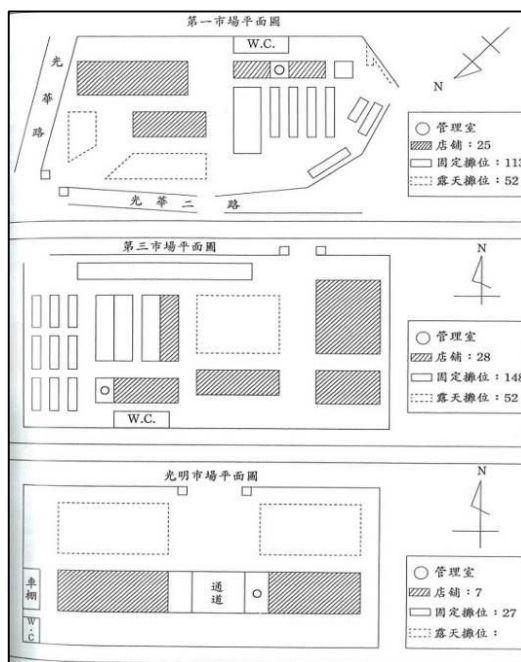 第一市場平面圖
W.C.
光華路
N
管理室
店舖：25
固定攤位：113
露天攤位：52
光華二路
第三市場平面圖
N
管理室
店舖：28
固定攤位：148
露天攤位：52
W.C.
光明市場平面圖
N
車棚
通道
W.C
管理室
店舖：7
固定攤位：27
露天攤位：